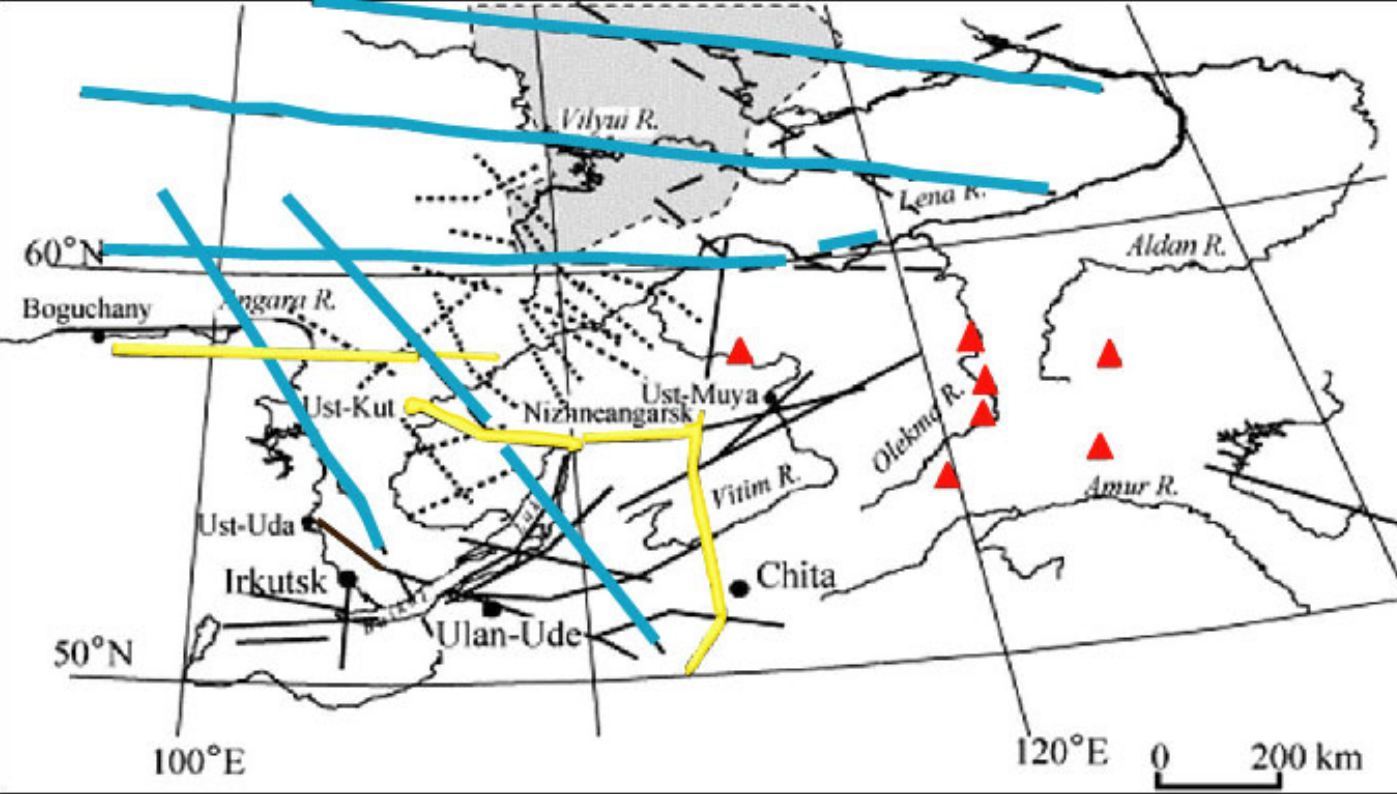 Vilyui R.
Lena R.
60°N
Aldan R.
Angara R.
Boguchany
Ust-Muya
Ust-Kut
Nizhneangarsk
Olekma R.
Vitim R.
Amur R.
Ust-Uda
Irkutsk
Chita
Baikal
Ulan-Ude
50°N
100°E
120°E
0 200 km